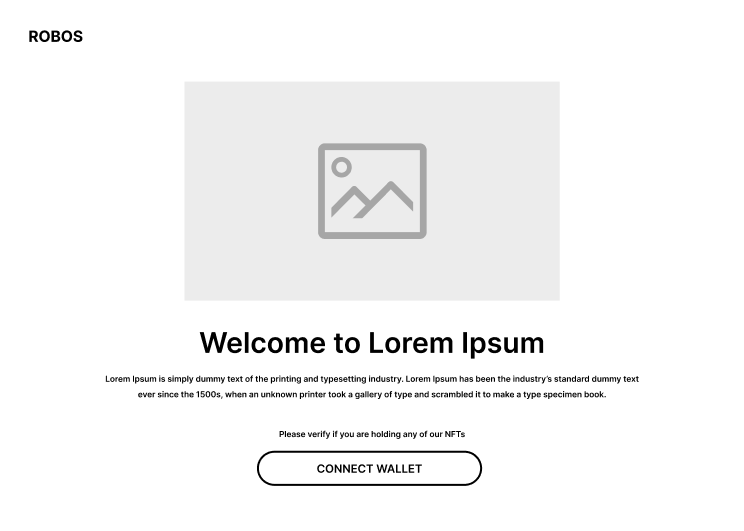 ROBOS
Welcome to Lorem Ipsum
Lorem Ipsum is simply dummy text of the printing and typesetting industry. Lorem Ipsum has been the industry's standard dummy text
ever since the 1500s, when an unknown printer took a gallery of type and scrambled it to make a type specimen book.
Please verify if you are holding any of our NFTs
CONNECT WALLET